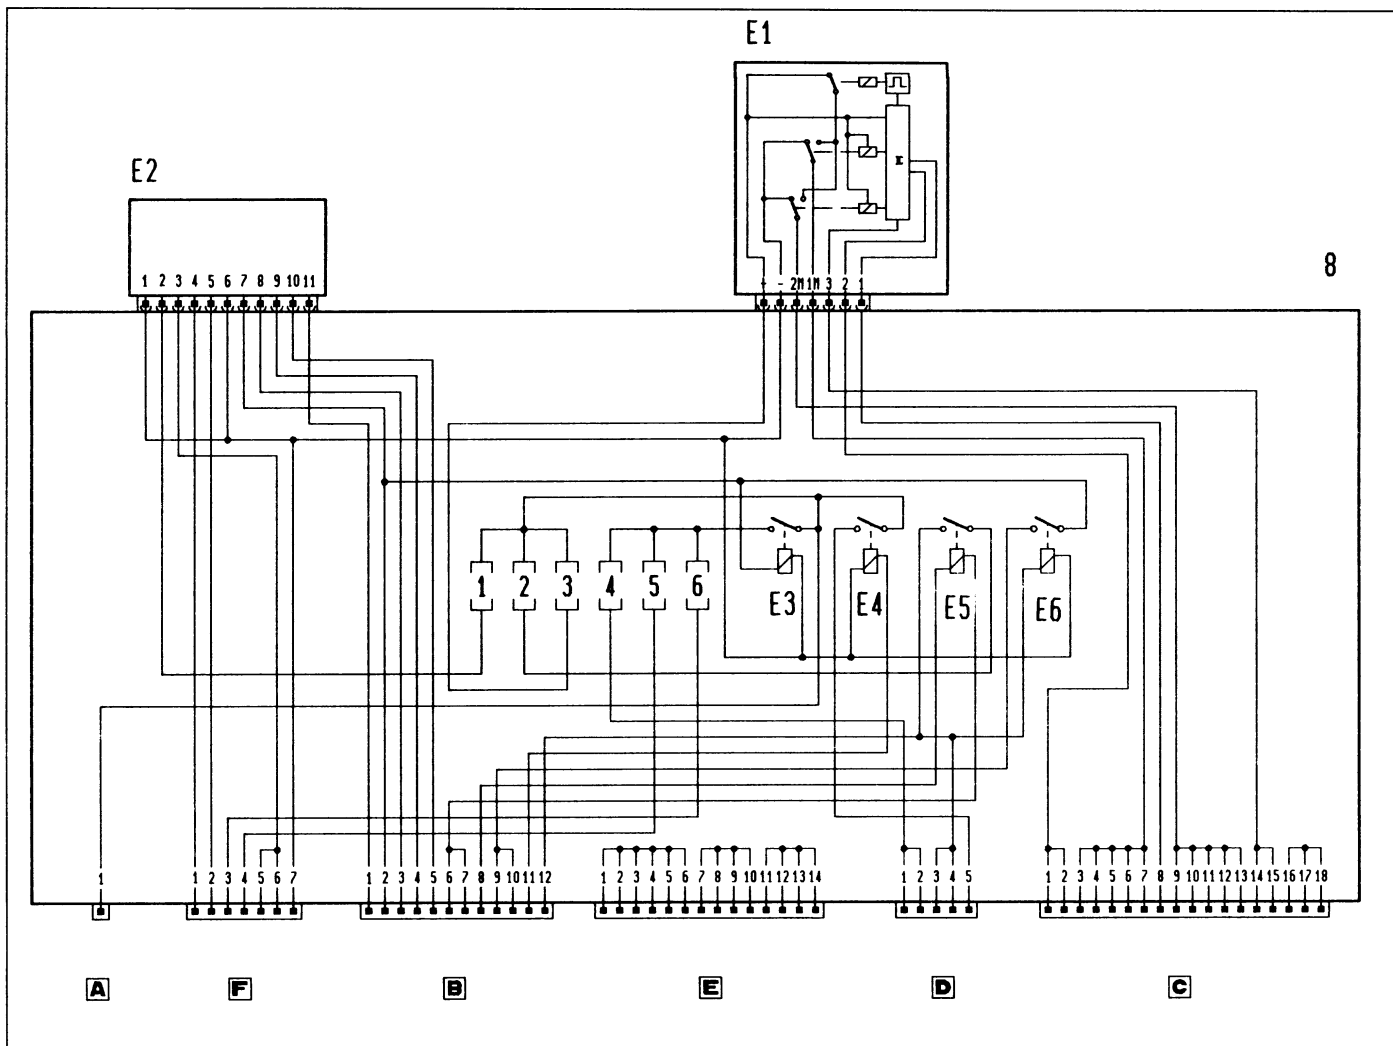 E1
E2
8
1 2 3 4 5 6 7 8 9 10 11
+ - 2M 1M 3 2 1
1 2 3 4 5 6
E3 E4 E5 E6
1
1 2 3 4 5 6 7
1 2 3 4 5 6 7 8 9 10 11 12
1 2 3 4 5 6 7 8 9 10 11 12 13 14
1 2 3 4 5
1 2 3 4 5 6 7 8 9 10 11 12 13 14 15 16 17 18
A F B E D C